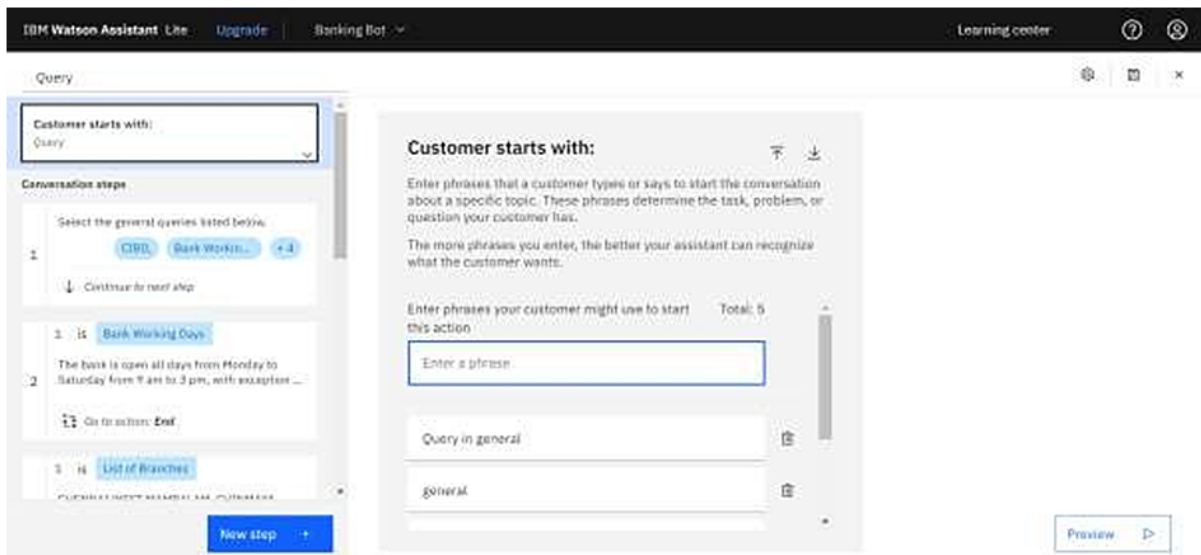 IBM Watson Assistant Lite Upgrade Banking Bot Learning center
Query
Customer starts with:
Query
Conversation steps
1
Select the general queries listed below.
CIBIL Bank Workin... + 4
Continue to next step
2
1 is Bank Working Days
The bank is open all days from Monday to
Saturday from 9 am to 3 pm, with exception ...
Go to action: End
1 is List of Branches
New step +
Customer starts with:
Enter phrases that a customer types or says to start the conversation
about a specific topic. These phrases determine the task, problem, or
question your customer has.
The more phrases you enter, the better your assistant can recognize
what the customer wants.
Enter phrases your customer might use to start Total: 5
this action
Enter a phrase
Query in general
general
Preview